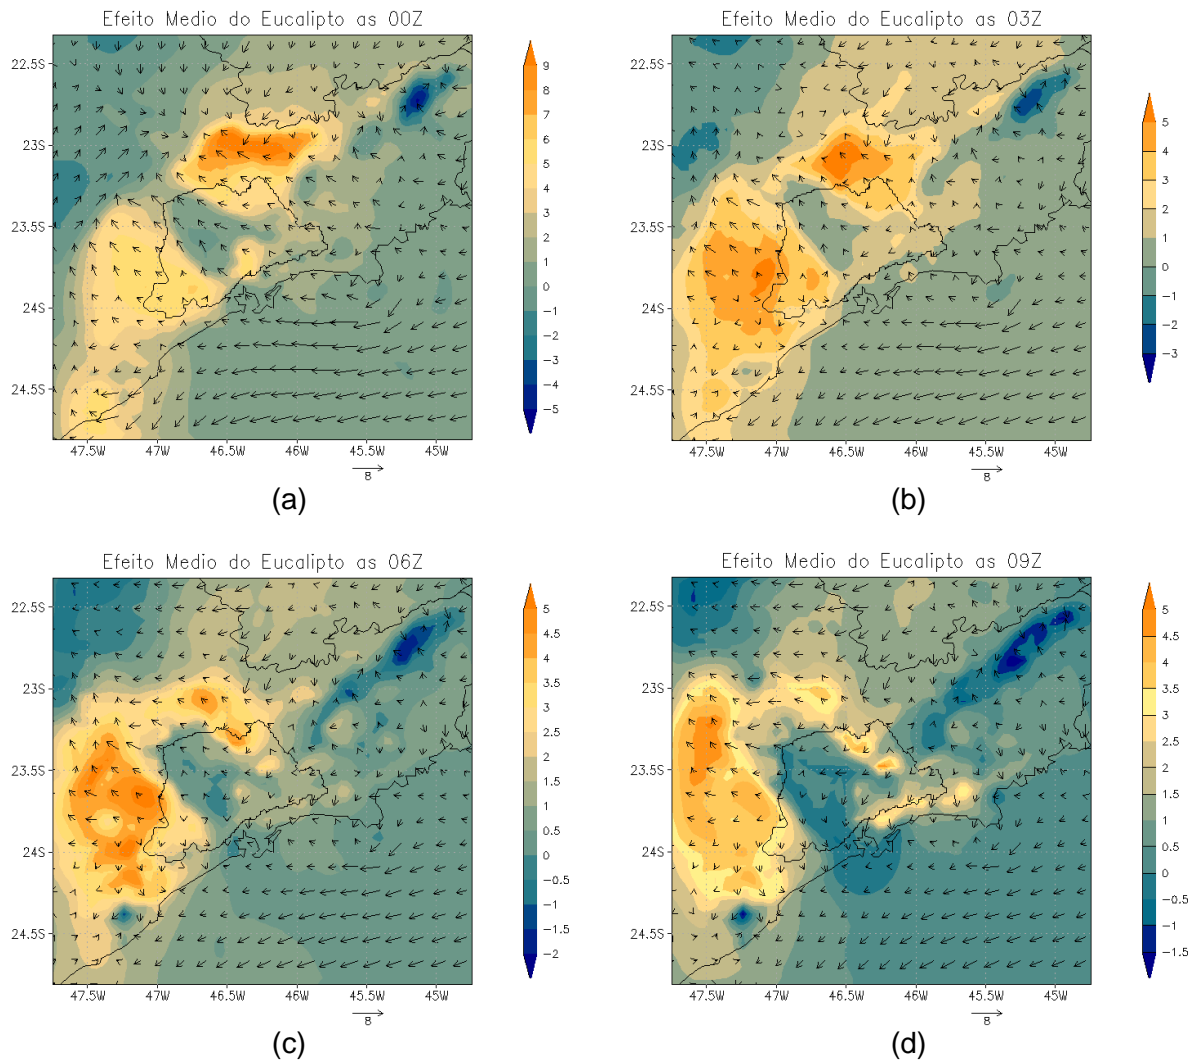 Efeito Medio do Eucalipto as 00Z
22.5S
23S
23.5S
24S
24.5S
47.5W 47W 46.5W 46W 45.5W 45W
8
9
8
7
6
5
4
3
2
1
0
−1
−2
−3
−4
−5
(a)
Efeito Medio do Eucalipto as 03Z
22.5S
23S
23.5S
24S
24.5S
47.5W 47W 46.5W 46W 45.5W 45W
8
5
4
3
2
1
0
−1
−2
−3
(b)
Efeito Medio do Eucalipto as 06Z
22.5S
23S
23.5S
24S
24.5S
47.5W 47W 46.5W 46W 45.5W 45W
8
5
4.5
4
3.5
3
2.5
2
1.5
1
0.5
0
−0.5
−1
−1.5
−2
(c)
Efeito Medio do Eucalipto as 09Z
22.5S
23S
23.5S
24S
24.5S
47.5W 47W 46.5W 46W 45.5W 45W
8
5
4.5
4
3.5
3
2.5
2
1.5
1
0.5
0
−0.5
−1
−1.5
(d)